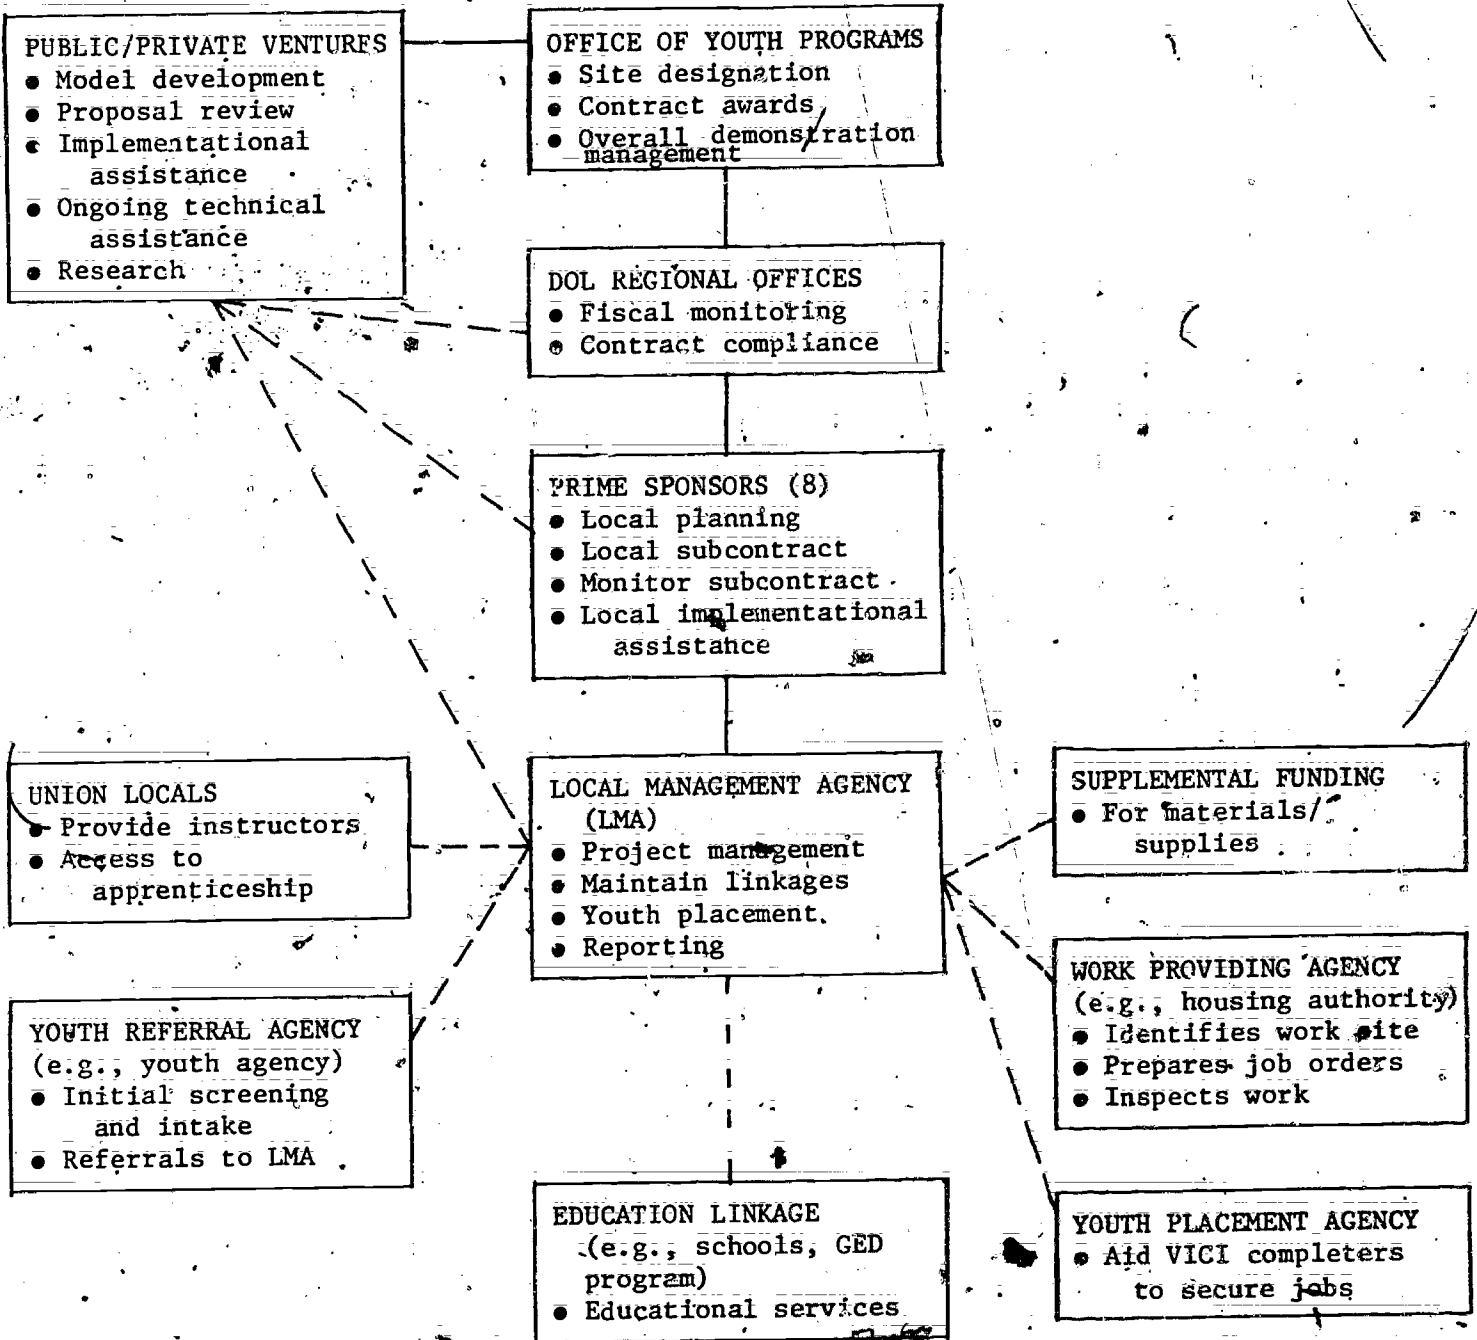 PUBLIC/PRIVATE VENTURES
● Model development
● Proposal review
● Implementational
assistance
● Ongoing technical
assistance
● Research
OFFICE OF YOUTH PROGRAMS
● Site designation
● Contract awards
● Overall demonstration
management
DOL REGIONAL OFFICES
● Fiscal monitoring
● Contract compliance
PRIME SPONSORS (8)
● Local planning
● Local subcontract
● Monitor subcontract
● Local implementational
assistance
UNION LOCALS
● Provide instructors
● Access to
apprenticeship
LOCAL MANAGEMENT AGENCY
(LMA)
● Project management
● Maintain linkages
● Youth placement
● Reporting
SUPPLEMENTAL FUNDING
● For materials/
supplies
WORK PROVIDING AGENCY
(e.g., housing authority)
● Identifies work site
● Prepares job orders
● Inspects work
YOUTH REFERRAL AGENCY
(e.g., youth agency)
● Initial screening
and intake
● Referrals to LMA
EDUCATION LINKAGE
(e.g., schools, GED
program)
● Educational services
YOUTH PLACEMENT AGENCY
● Aid VICI completers
to secure jobs